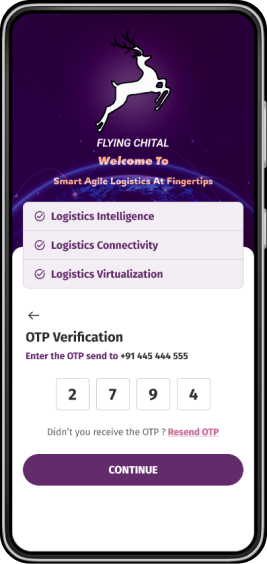 FLYING CHITAL
Welcome To
Smart Agile Logistics At Fingertips
Logistics Intelligence
Logistics Connectivity
Logistics Virtualization
OTP Verification
Enter the OTP send to +91 445 444 555
2 7 9 4
Didn't you receive the OTP ? Resend OTP
CONTINUE